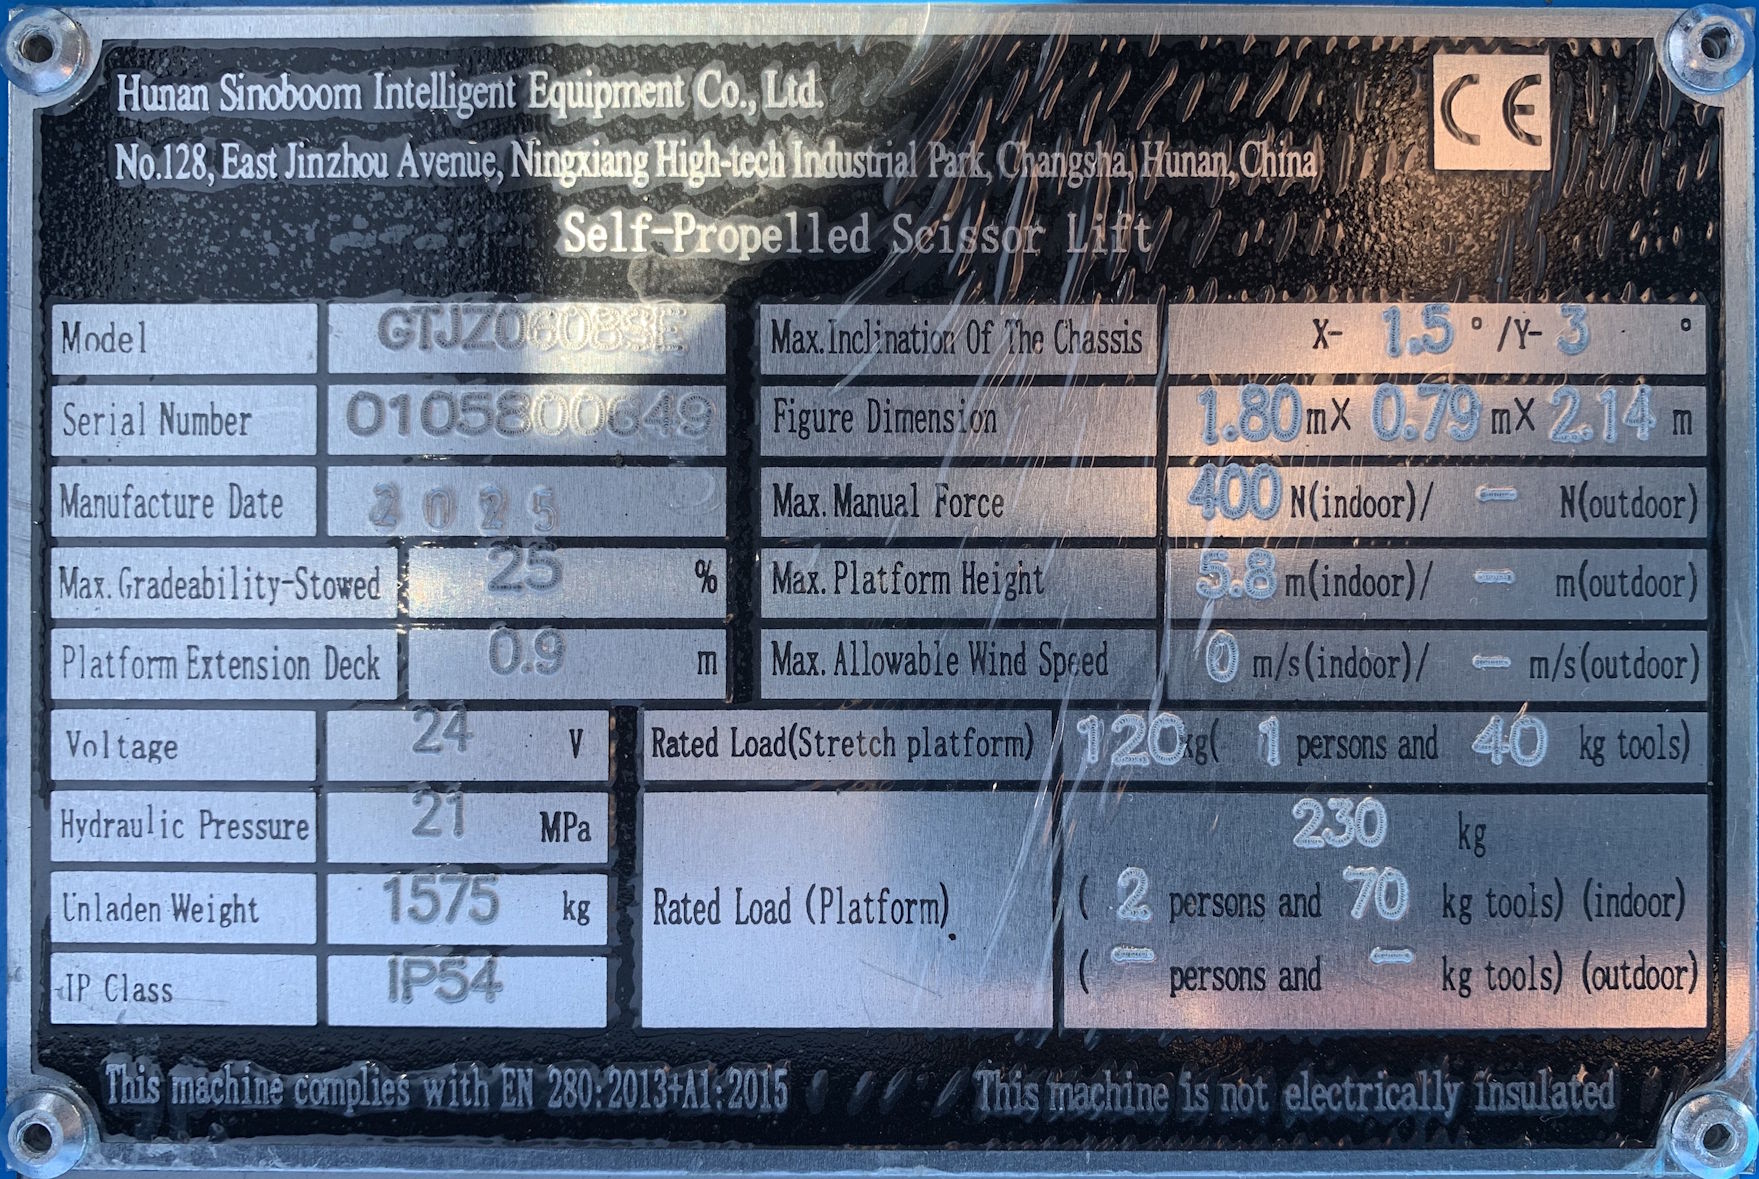 Hunan Sinoboom Intelligent Equipment Co., Ltd.
CE
No.128, East Jinzhou Avenue, Ningxiang High-tech Industrial Park, Changsha, Hunan, China
Self-Propelled Scissor Lift
Model GTJZ0608SE
Serial Number 0105800649
Manufacture Date 2025
Max. Gradeability-Stowed 25 %
Platform Extension Deck 0.9 m
Max. Inclination Of The Chassis X- 1.5 ° /Y- 3 °
Figure Dimension 1.80 mX 0.79 mX 2.14 m
Max. Manual Force 400 N(indoor)/ - N(outdoor)
Max. Platform Height 5.8 m(indoor)/ - m(outdoor)
Max. Allowable Wind Speed 0 m/s(indoor)/ - m/s(outdoor)
Voltage 24 V
Hydraulic Pressure 21 MPa
Unladen Weight 1575 kg
IP Class IP54
Rated Load(Stretch platform) 120 kg( 1 persons and 40 kg tools)
Rated Load (Platform) 230 kg
( 2 persons and 70 kg tools) (indoor)
( - persons and - kg tools) (outdoor)
This machine complies with EN 280:2013+A1:2015
This machine is not electrically insulated